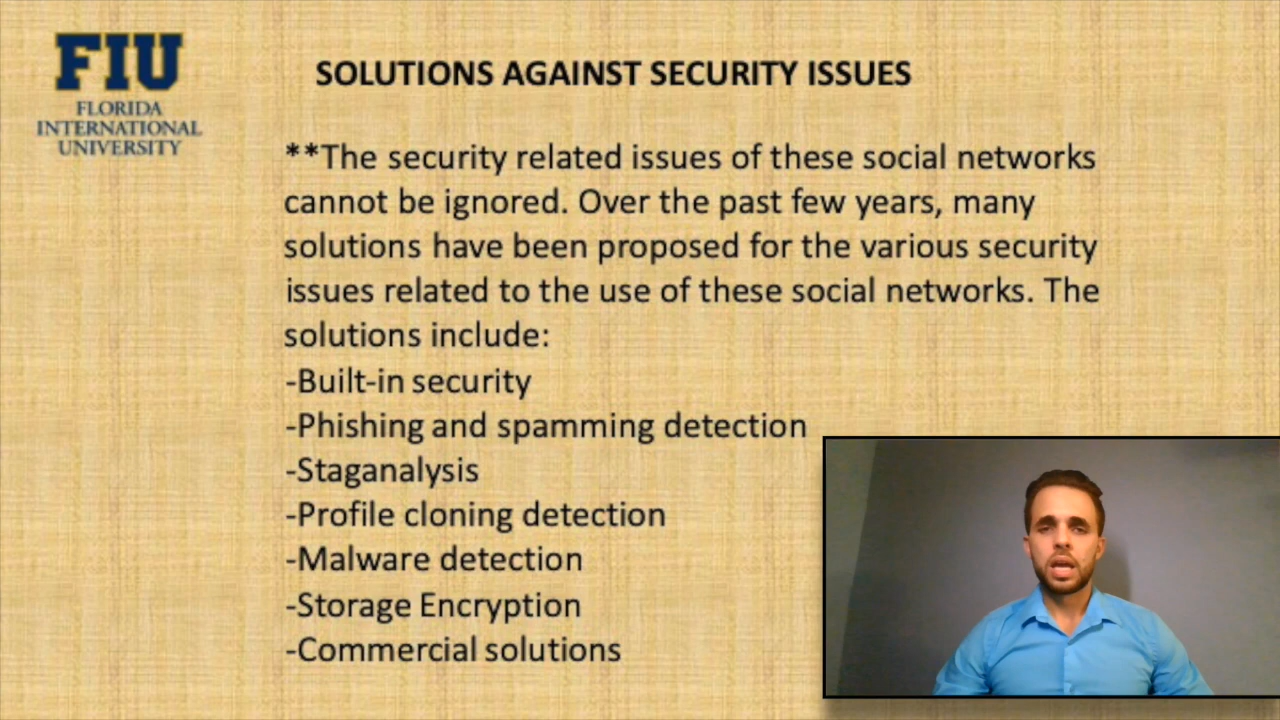 FIU
FLORIDA
INTERNATIONAL
UNIVERSITY
SOLUTIONS AGAINST SECURITY ISSUES
**The security related issues of these social networks
cannot be ignored. Over the past few years, many
solutions have been proposed for the various security
issues related to the use of these social networks. The
solutions include:
-Built-in security
-Phishing and spamming detection
-Staganalysis
-Profile cloning detection
-Malware detection
-Storage Encryption
-Commercial solutions